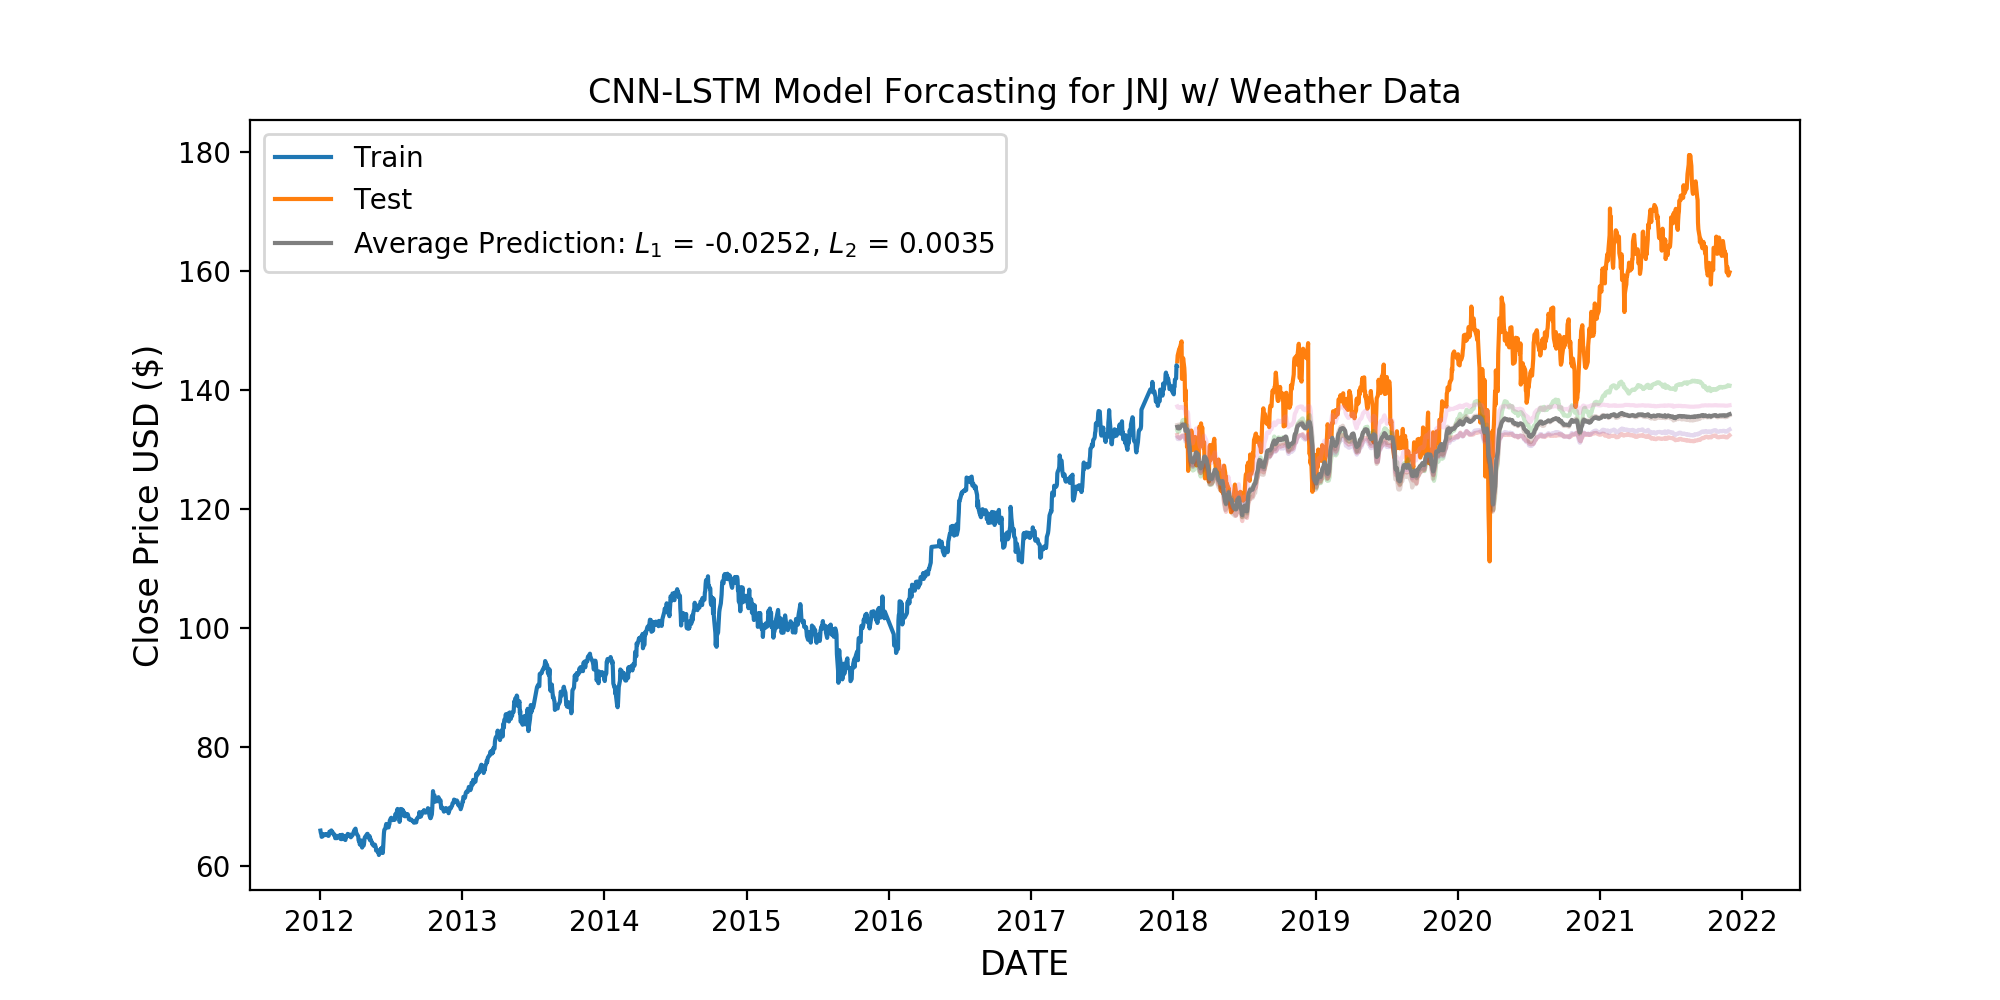 CNN-LSTM Model Forcasting for JNJ w/ Weather Data
Train
Test
Average Prediction: L₁ = -0.0252, L₂ = 0.0035
Close Price USD ($)
180
160
140
120
100
80
60
2012 2013 2014 2015 2016 2017 2018 2019 2020 2021 2022
DATE